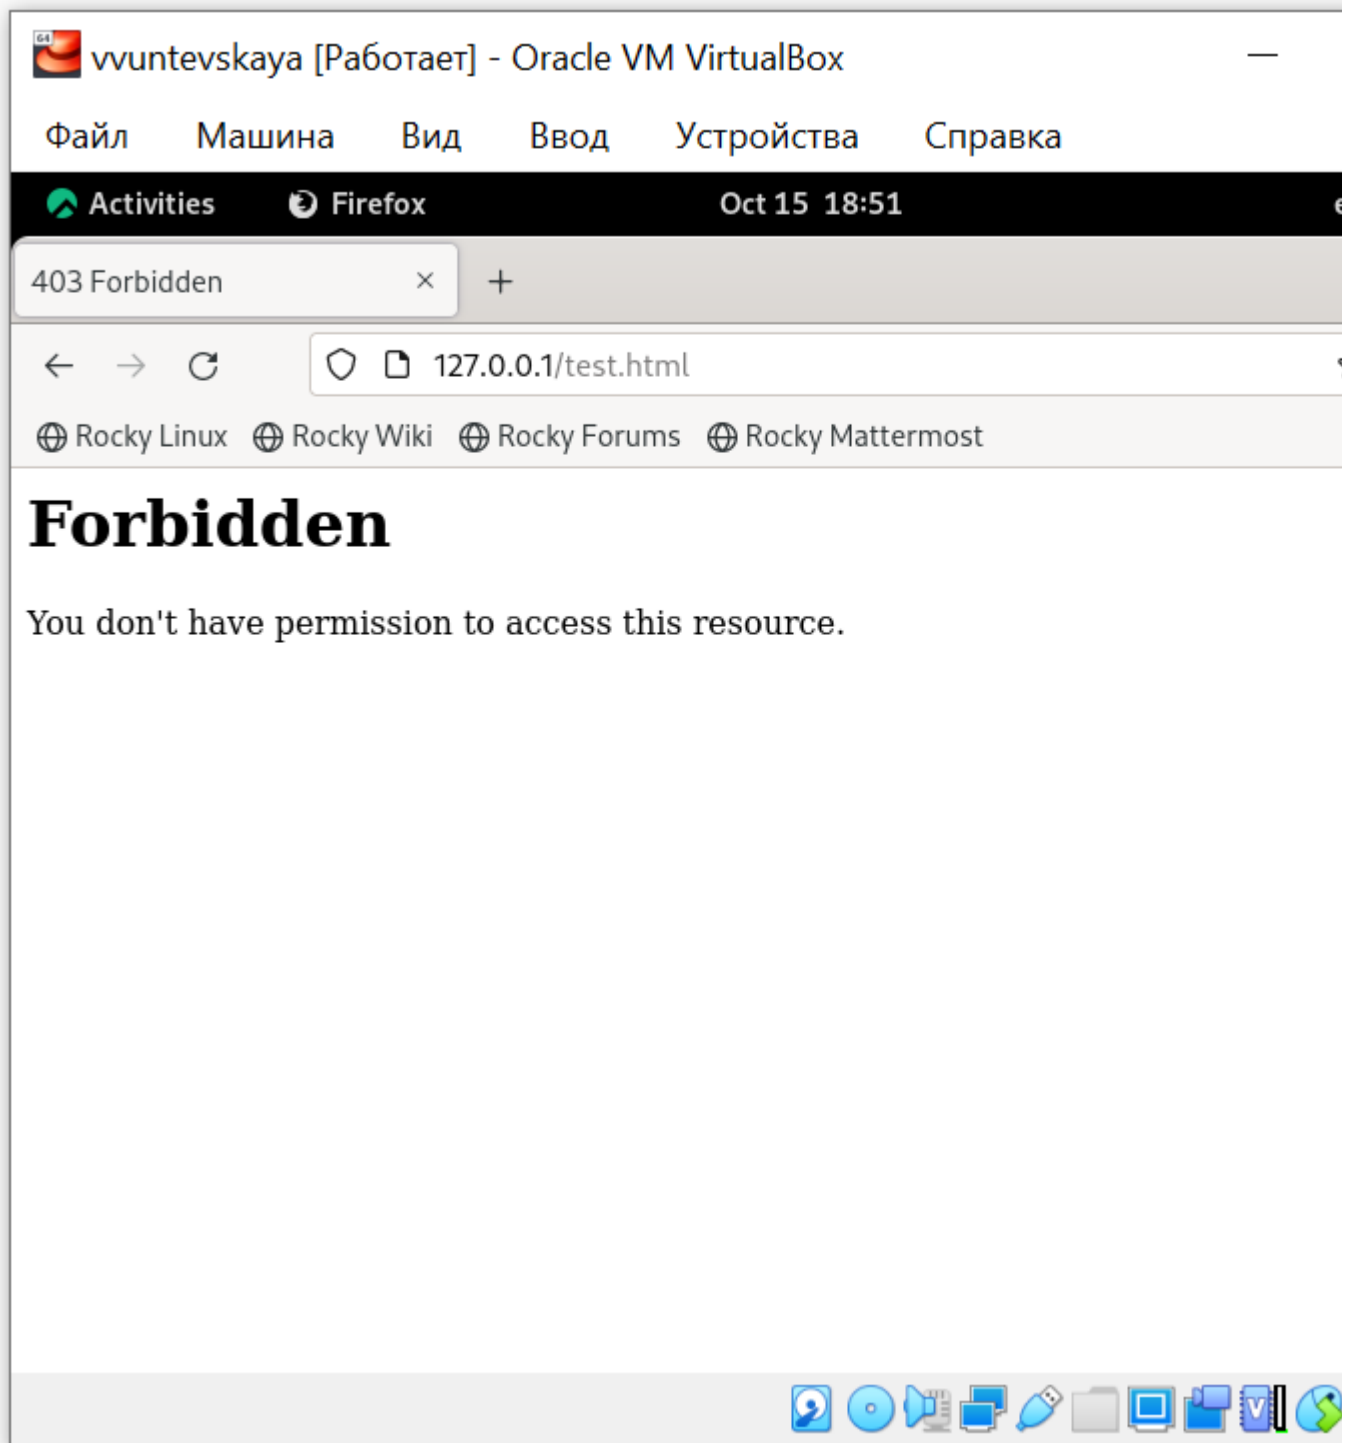 vvuntevskaya [Работает] - Oracle VM VirtualBox
Файл Машина Вид Ввод Устройства Справка
Activities Firefox Oct 15 18:51
403 Forbidden
127.0.0.1/test.html
Rocky Linux Rocky Wiki Rocky Forums Rocky Mattermost
Forbidden
You don't have permission to access this resource.